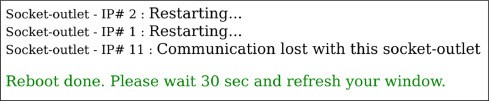 Socket-outlet - IP# 2 : Restarting...
Socket-outlet - IP# 1 : Restarting...
Socket-outlet - IP# 11 : Communication lost with this socket-outlet
Reboot done. Please wait 30 sec and refresh your window.